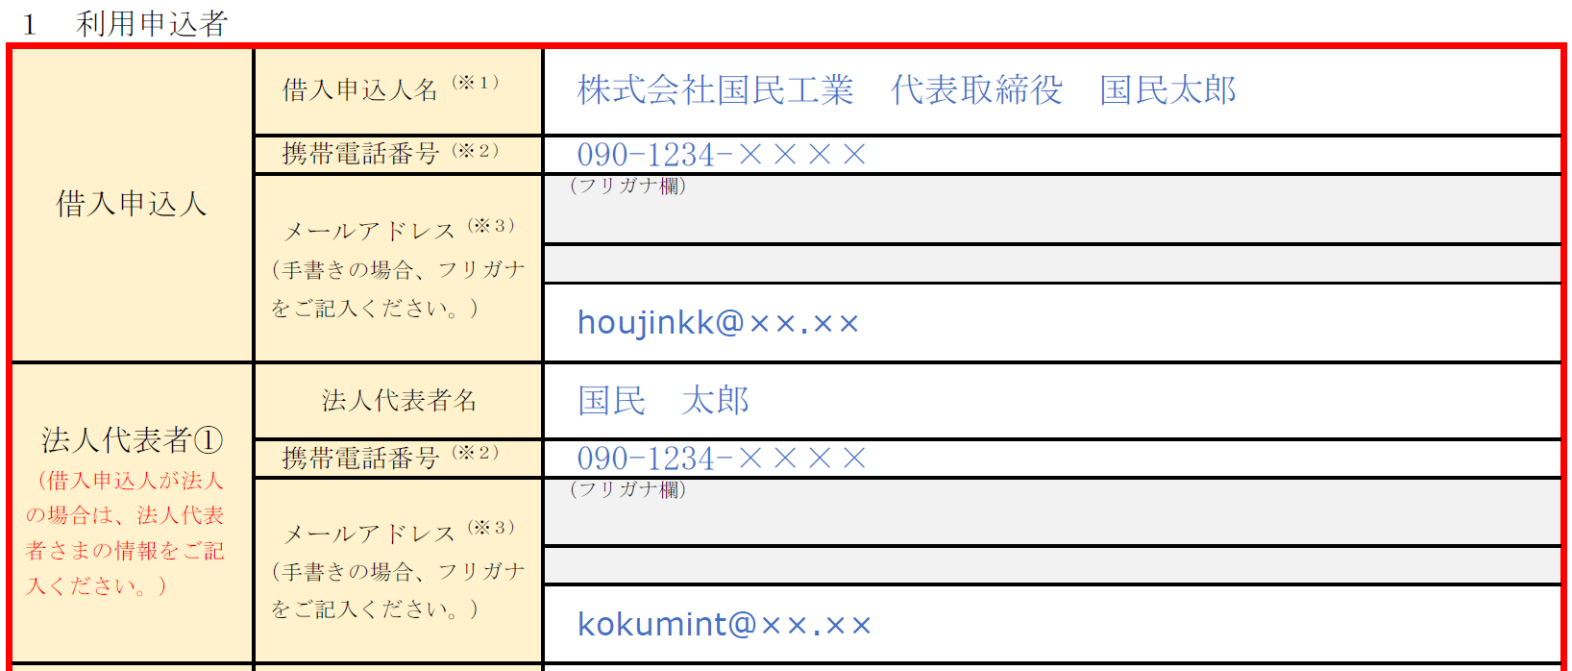 1　利用申込者
借入申込人
借入申込人名（※1）
株式会社国民工業　代表取締役　国民太郎
携帯電話番号（※2）
090-1234-××××
メールアドレス（※3）
（手書きの場合、フリガナ
をご記入ください。）
（フリガナ欄）
houjinkk@××.××
法人代表者①
（借入申込人が法人
の場合は、法人代表
者さまの情報をご記
入ください。）
法人代表者名
国民　太郎
携帯電話番号（※2）
090-1234-××××
メールアドレス（※3）
（手書きの場合、フリガナ
をご記入ください。）
（フリガナ欄）
kokumint@××.××